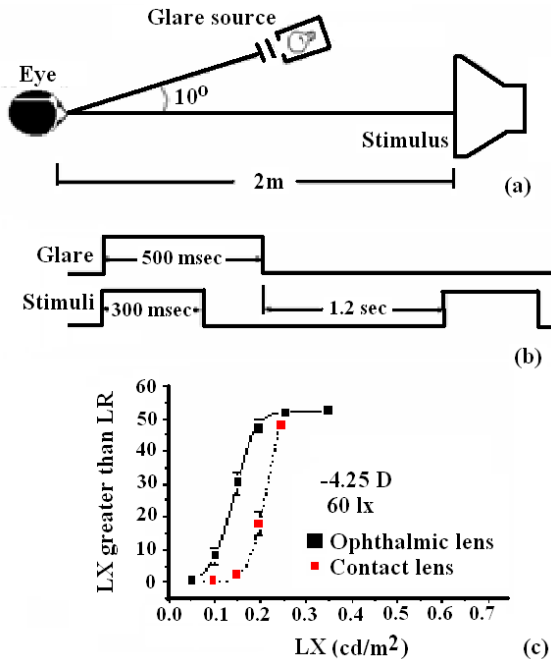 Glare source
Eye
10º
Stimulus
2m
(a)
Glare
500 msec
Stimuli
300 msec
1.2 sec
(b)
LX greater than LR
60
50
40
30
20
10
0
-4.25 D
60 lx
Ophthalmic lens
Contact lens
0.0 0.1 0.2 0.3 0.4 0.5 0.6 0.7
LX (cd/m²)
(c)